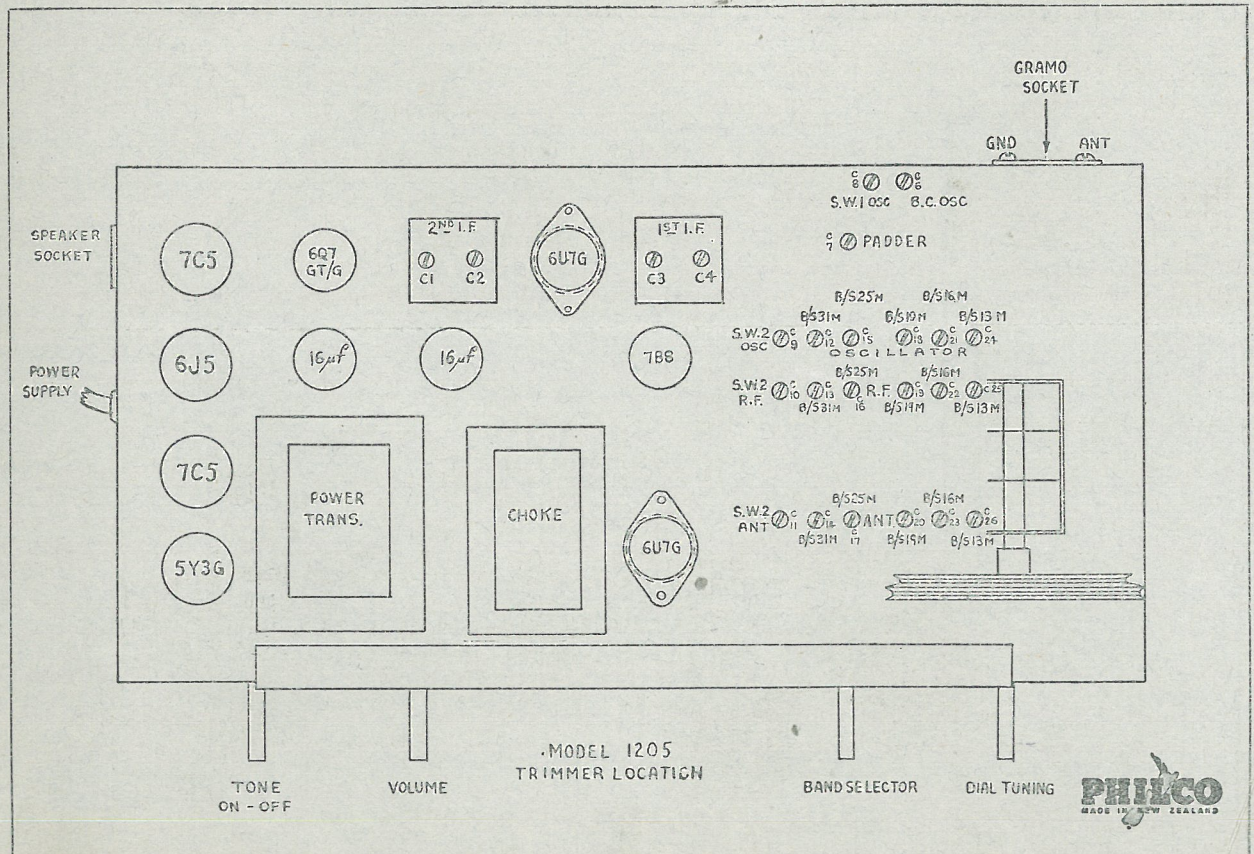 GRAMO
SOCKET
GND
ANT
C8
C6
S.W.1 OSC
B.C. OSC
C7 PADDER
SPEAKER
SOCKET
7C5
6Q7
GT/G
2ND I.F.
C1
C2
6U7G
1ST I.F.
C3
C4
B/S25M
B/S16M
B/S31M
B/S19M
B/S13M
S.W.2
OSC
C9
C12
C15
C18
C21
C24
OSCILLATOR
6J5
16µf
16µf
7B8
POWER
SUPPLY
B/S25M
B/S16M
S.W.2
R.F.
C10
C13
C16
R.F.
C19
C22
C25
B/S31M
B/S19M
B/S13M
7C5
POWER
TRANS.
CHOKE
B/S25M
B/S16M
S.W.2
ANT
C11
C14
C17
ANT
C20
C23
C26
B/S31M
B/S19M
B/S13M
5Y3G
6U7G
.MODEL 1205
TRIMMER LOCATION
TONE
ON - OFF
VOLUME
BAND SELECTOR
DIAL TUNING
PHILCO
MADE IN NEW ZEALAND